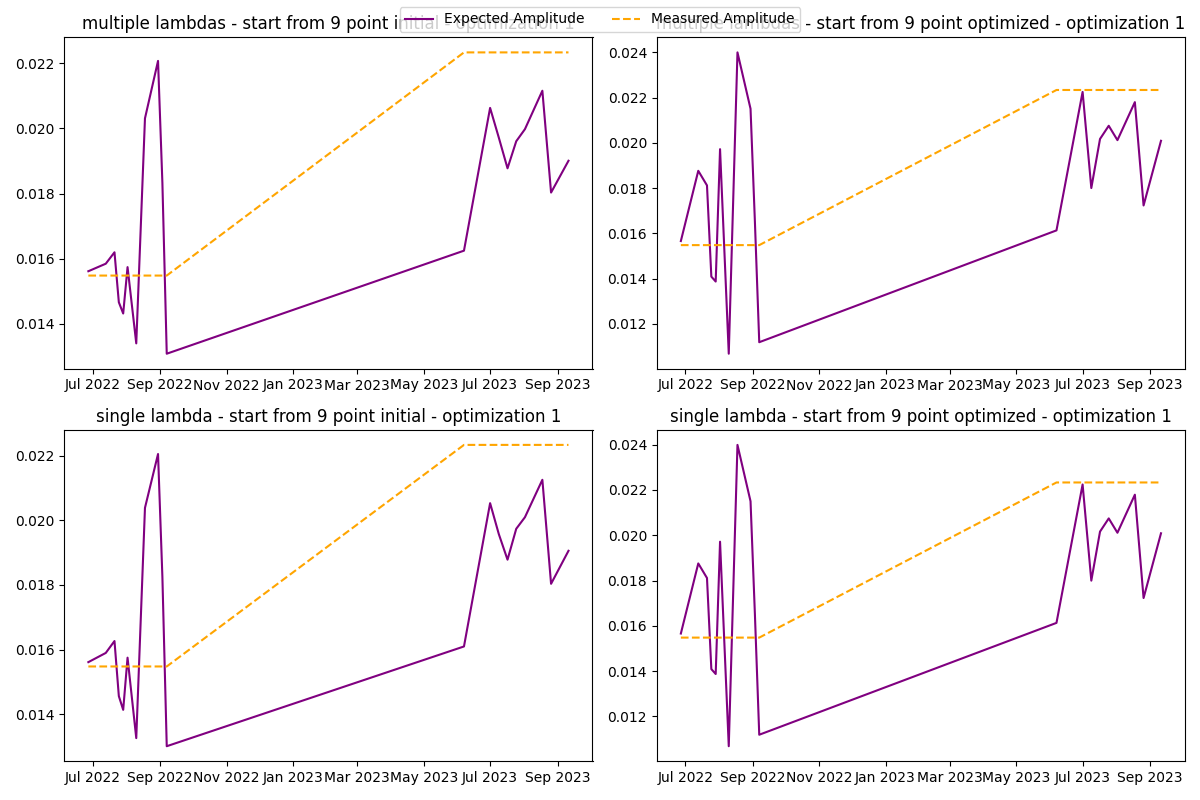 Expected Amplitude
Measured Amplitude
multiple lambdas - start from 9 point initial - optimization 1
multiple lambdas - start from 9 point optimized - optimization 1
0.022
0.020
0.018
0.016
0.014
Jul 2022
Sep 2022
Nov 2022
Jan 2023
Mar 2023
May 2023
Jul 2023
Sep 2023
0.024
0.022
0.020
0.018
0.016
0.014
0.012
Jul 2022
Sep 2022
Nov 2022
Jan 2023
Mar 2023
May 2023
Jul 2023
Sep 2023
single lambda - start from 9 point initial - optimization 1
0.022
0.020
0.018
0.016
0.014
Jul 2022
Sep 2022
Nov 2022
Jan 2023
Mar 2023
May 2023
Jul 2023
Sep 2023
single lambda - start from 9 point optimized - optimization 1
0.024
0.022
0.020
0.018
0.016
0.014
0.012
Jul 2022
Sep 2022
Nov 2022
Jan 2023
Mar 2023
May 2023
Jul 2023
Sep 2023